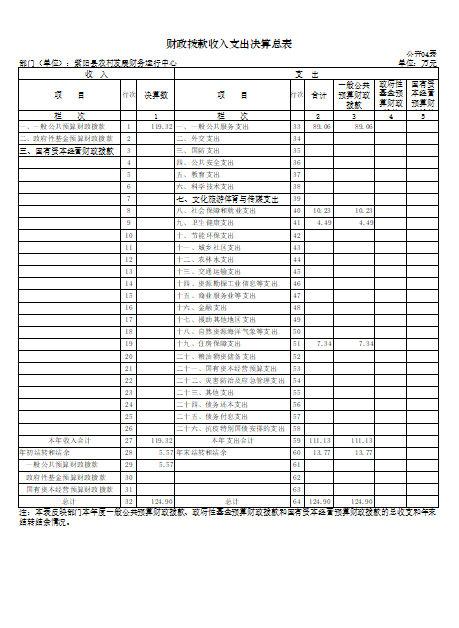 财政拨款收入支出决算总表
公开04表
部门（单位）：紫阳县农村发展财务运行中心 单位：万元
收 入 支 出
项 目 行次 决算数 项 目 行次 合计 一般公共预算财政拨款 政府性基金预算财政 国有资本经营预算财
栏 次 1 栏 次 2 3 4 5
一、一般公共预算财政拨款 1 119.32 一、一般公共服务支出 33 89.06 89.06
二、政府性基金预算财政拨款 2 二、外交支出 34
三、国有资本经营财政拨款 3 三、国防支出 35
4 四、公共安全支出 36
5 五、教育支出 37
6 六、科学技术支出 38
7 七、文化旅游体育与传媒支出 39
8 八、社会保障和就业支出 40 10.23 10.23
9 九、卫生健康支出 41 4.49 4.49
10 十、节能环保支出 42
11 十一、城乡社区支出 43
12 十二、农林水支出 44
13 十三、交通运输支出 45
14 十四、资源勘探工业信息等支出 46
15 十五、商业服务业等支出 47
16 十六、金融支出 48
17 十七、援助其他地区支出 49
18 十八、自然资源海洋气象等支出 50
19 十九、住房保障支出 51 7.34 7.34
20 二十、粮油物资储备支出 52
21 二十一、国有资本经营预算支出 53
22 二十二、灾害防治及应急管理支出 54
23 二十三、其他支出 55
24 二十四、债务还本支出 56
25 二十五、债务付息支出 57
26 二十六、抗疫特别国债安排的支出 58
本年收入合计 27 119.32 本年支出合计 59 111.13 111.13
年初结转和结余 28 5.57 年末结转和结余 60 13.77 13.77
一般公共预算财政拨款 29 5.57 61
政府性基金预算财政拨款 30 62
国有资本经营预算财政拨款 31 63
总计 32 124.90 总计 64 124.90 124.90
注：本表反映部门本年度一般公共预算财政拨款、政府性基金预算财政拨款和国有资本经营预算财政拨款的总收支和年末
结转结余情况。